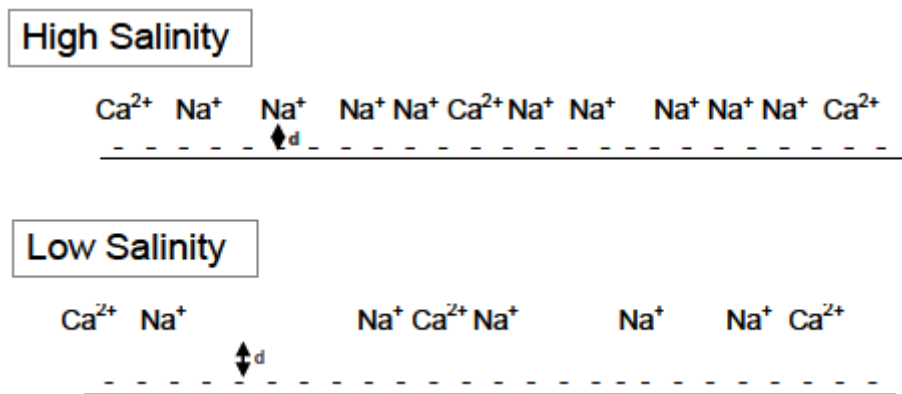 High Salinity
Ca²⁺ Na⁺ Na⁺ Na⁺ Na⁺ Ca²⁺ Na⁺ Na⁺ Na⁺ Na⁺ Na⁺ Ca²⁺
d
- - - - - - - - - - - - - - - - - - - - - - - -
Low Salinity
Ca²⁺ Na⁺ Na⁺ Ca²⁺ Na⁺ Na⁺ Na⁺ Ca²⁺
d
- - - - - - - - - - - - - - - - - - - - - - - - -